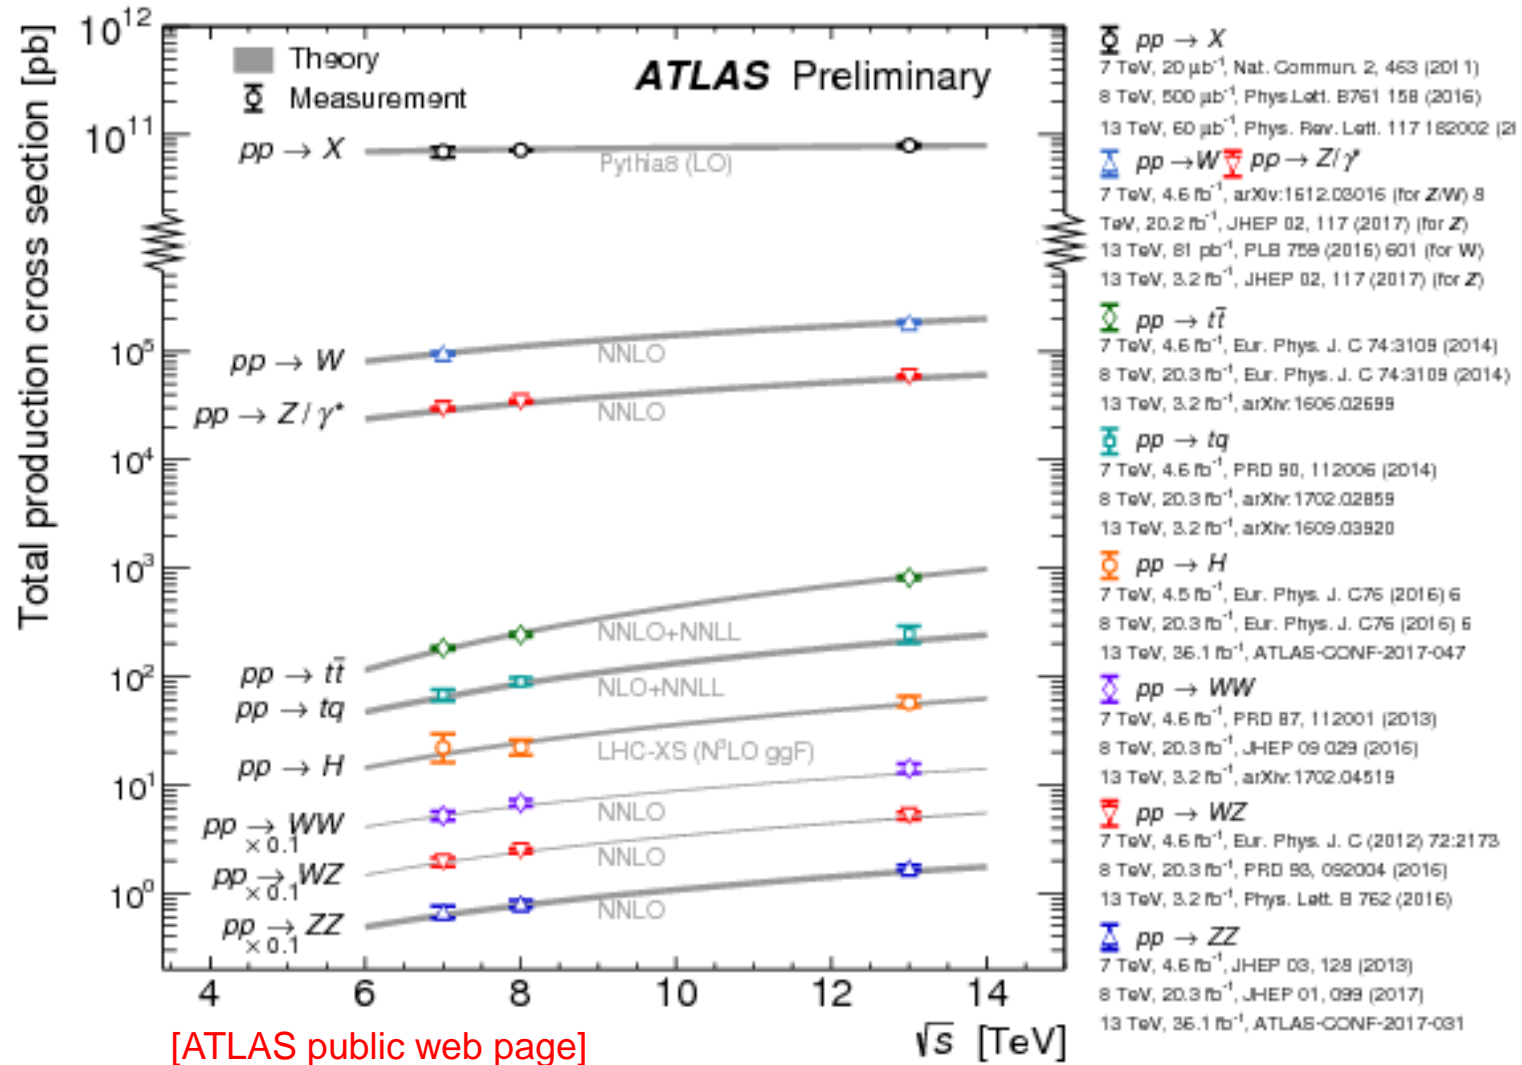 Total production cross section [pb]
10¹²
10¹¹
10⁵
10⁴
10³
10²
10¹
10⁰
Theory
Measurement
ATLAS Preliminary
pp → X
Pythia8 (LO)
pp → W
NNLO
pp → Z/γ*
NNLO
pp → tt̄
NNLO+NNLL
pp → tq
NLO+NNLL
pp → H
LHC-XS (N³LO ggF)
pp → WW
× 0.1
NNLO
pp → WZ
× 0.1
NNLO
pp → ZZ
× 0.1
NNLO
4 6 8 10 12 14
√s [TeV]
[ATLAS public web page]
pp → X
7 TeV, 20 μb⁻¹, Nat. Commun. 2, 463 (2011)
8 TeV, 500 μb⁻¹, Phys.Lett. B761 158 (2016)
13 TeV, 60 μb⁻¹, Phys. Rev. Lett. 117 182002
pp → W pp → Z/γ*
7 TeV, 4.6 fb⁻¹, arXiv:1612.03016 (for Z/W) 8
TeV, 20.2 fb⁻¹, JHEP 02, 117 (2017) (for Z)
13 TeV, 81 pb⁻¹, PLB 759 (2016) 601 (for W)
13 TeV, 3.2 fb⁻¹, JHEP 02, 117 (2017) (for Z)
pp → tt̄
7 TeV, 4.6 fb⁻¹, Eur. Phys. J. C 74:3109 (2014)
8 TeV, 20.3 fb⁻¹, Eur. Phys. J. C 74:3109 (2014)
13 TeV, 3.2 fb⁻¹, arXiv:1606.02699
pp → tq
7 TeV, 4.6 fb⁻¹, PRD 90, 112006 (2014)
8 TeV, 20.3 fb⁻¹, arXiv:1702.02859
13 TeV, 3.2 fb⁻¹, arXiv:1609.03920
pp → H
7 TeV, 4.5 fb⁻¹, Eur. Phys. J. C76 (2016) 6
8 TeV, 20.3 fb⁻¹, Eur. Phys. J. C76 (2016) 6
13 TeV, 36.1 fb⁻¹, ATLAS-CONF-2017-047
pp → WW
7 TeV, 4.6 fb⁻¹, PRD 87, 112001 (2013)
8 TeV, 20.3 fb⁻¹, JHEP 09 029 (2016)
13 TeV, 3.2 fb⁻¹, arXiv:1702.04519
pp → WZ
7 TeV, 4.6 fb⁻¹, Eur. Phys. J. C (2012) 72:2173
8 TeV, 20.3 fb⁻¹, PRD 93, 092004 (2016)
13 TeV, 3.2 fb⁻¹, Phys. Lett. B 762 (2016)
pp → ZZ
7 TeV, 4.6 fb⁻¹, JHEP 03, 128 (2013)
8 TeV, 20.3 fb⁻¹, JHEP 01, 099 (2017)
13 TeV, 36.1 fb⁻¹, ATLAS-CONF-2017-031